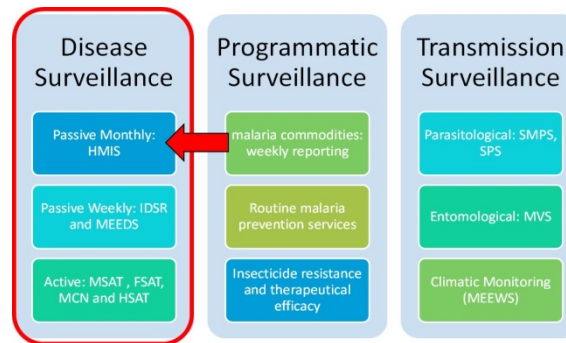 Disease
Surveillance
Passive Monthly:
HMIS
Passive Weekly: IDSR
and MEEDS
Active: MSAT , FSAT,
MCN and HSAT
Programmatic
Surveillance
malaria commodities:
weekly reporting
Routine malaria
prevention services
Insecticide resistance
and therapeutical
efficacy
Transmission
Surveillance
Parasitological: SMPS,
SPS
Entomological: MVS
Climatic Monitoring
(MEEWS)